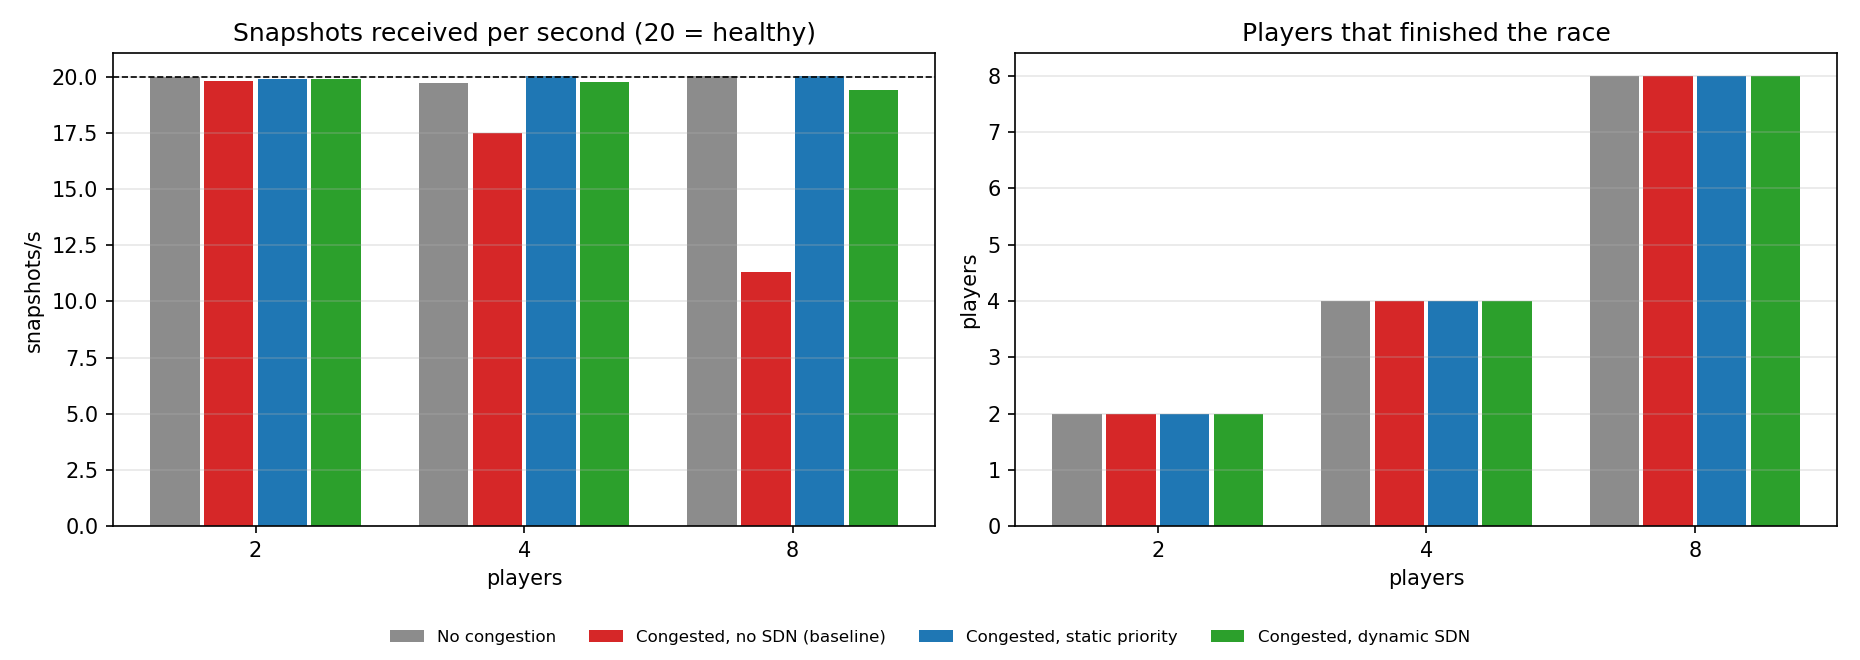 Snapshots received per second (20 = healthy)
snapshots/s
20.0
17.5
15.0
12.5
10.0
7.5
5.0
2.5
0.0
2 4 8
players
Players that finished the race
players
8
7
6
5
4
3
2
1
0
2 4 8
players
No congestion
Congested, no SDN (baseline)
Congested, static priority
Congested, dynamic SDN